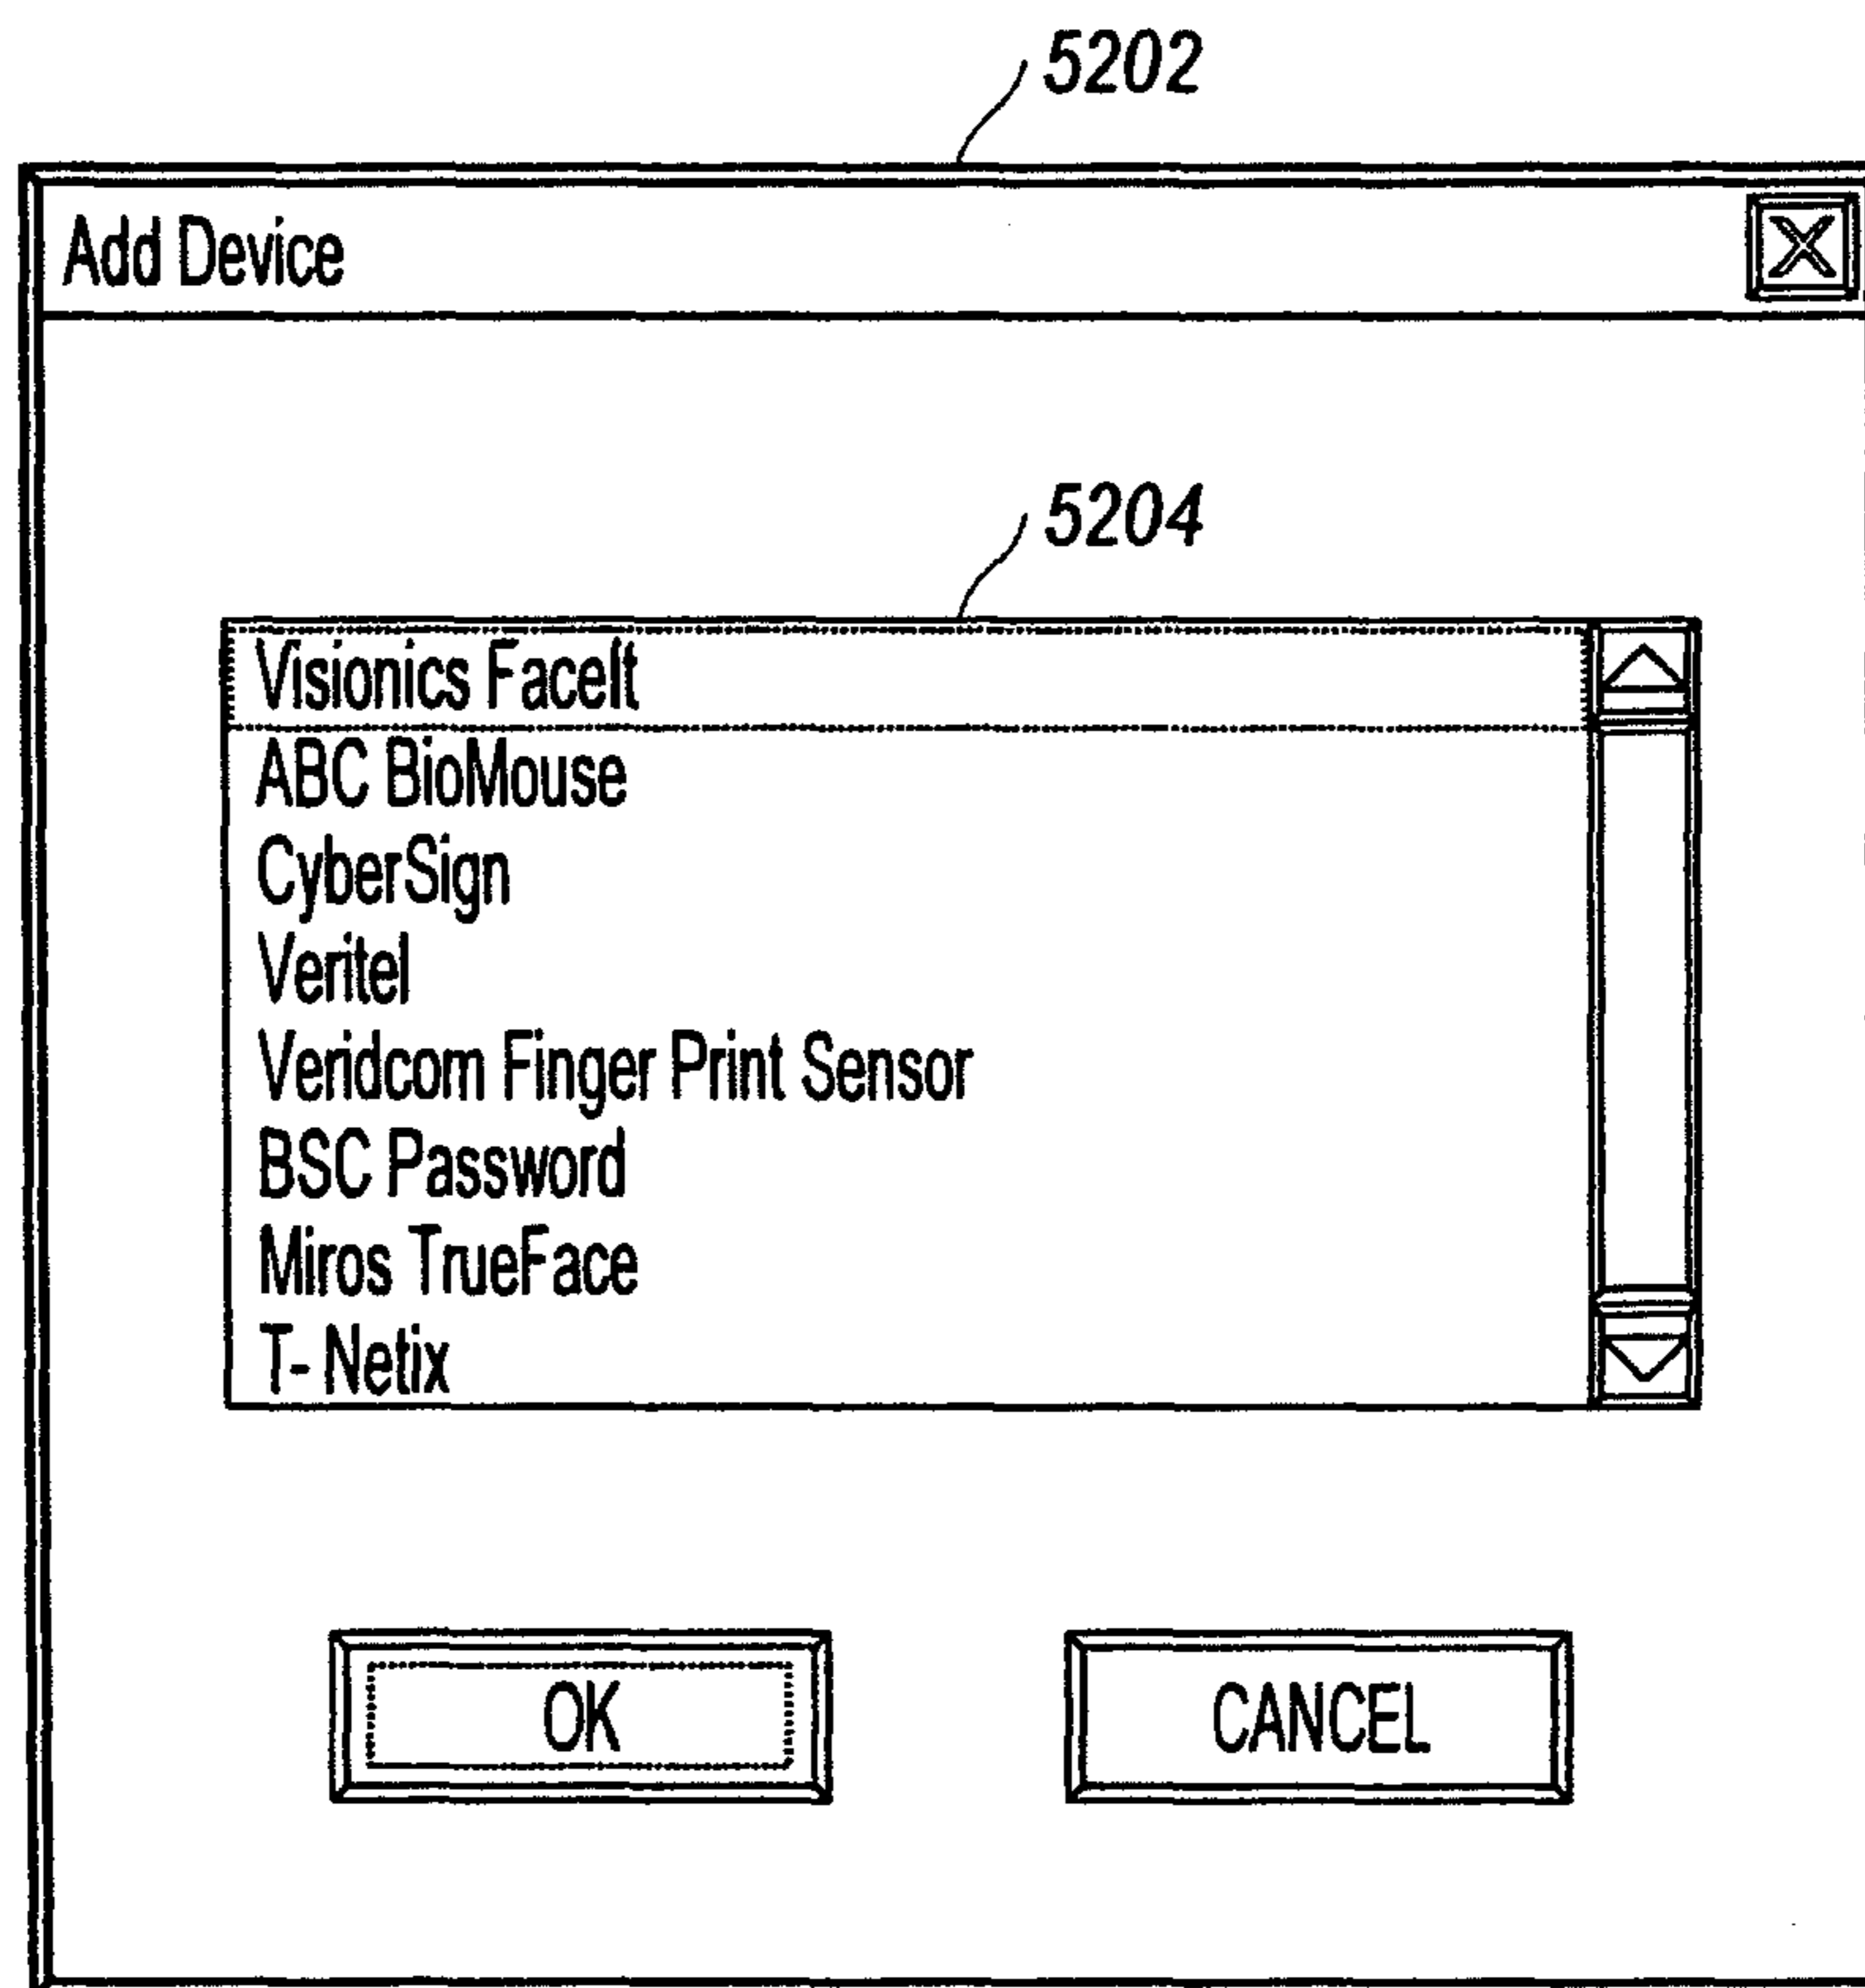 5202
Add Device
5204
Visionics FaceIt
ABC BioMouse
CyberSign
Veritel
Veridcom Finger Print Sensor
BSC Password
Miros TrueFace
T- Netix
OK CANCEL